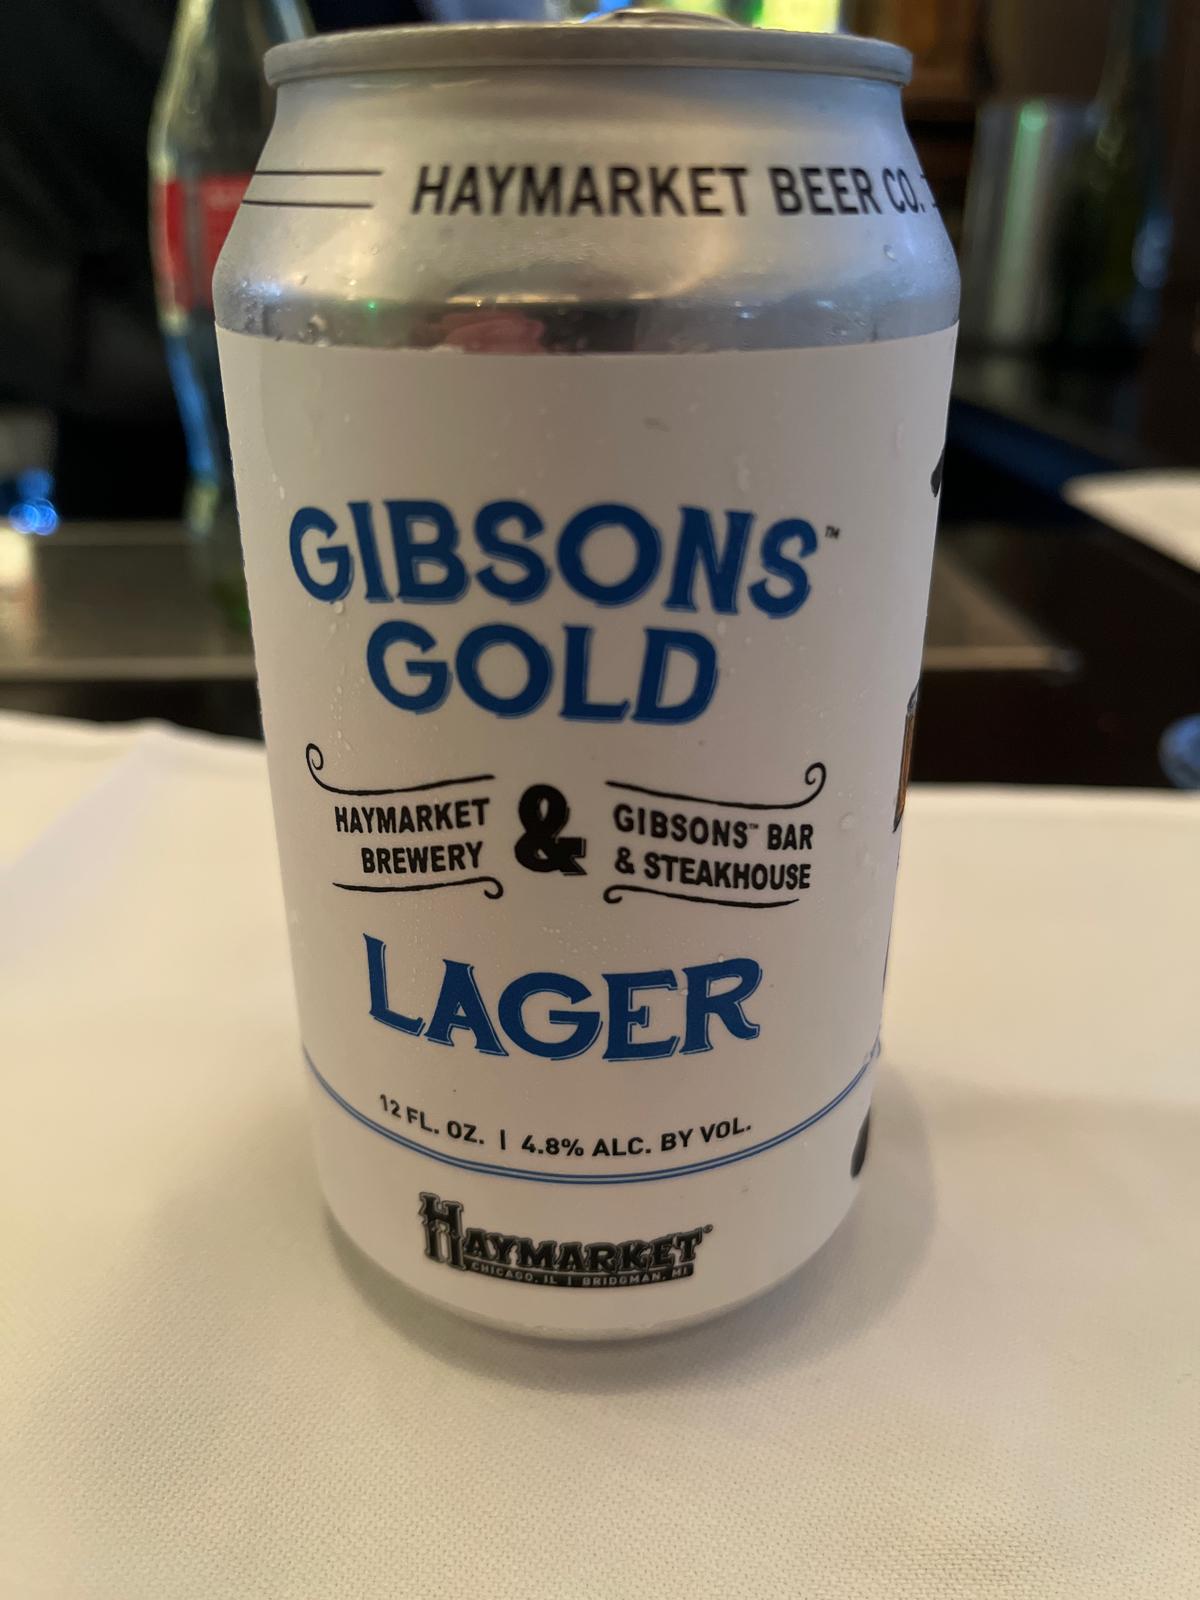 HAYMARKET BEER CO.
GIBSONS™
GOLD
HAYMARKET
BREWERY
&
GIBSONS™ BAR
& STEAKHOUSE
LAGER
12 FL. OZ. | 4.8% ALC. BY VOL.
HAYMARKET®
CHICAGO, IL | BRIDGMAN, MI